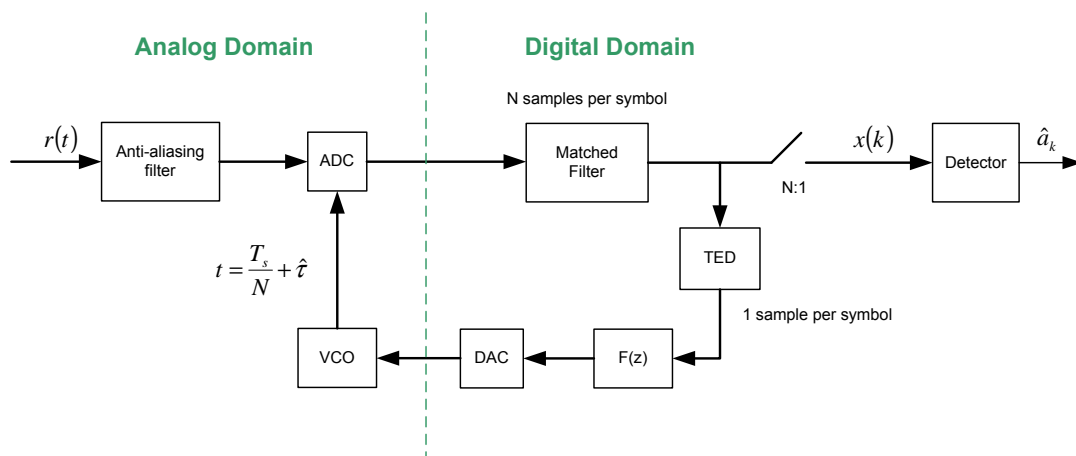 Analog Domain
Digital Domain
N samples per symbol
r(t)
Anti-aliasing
filter
ADC
Matched
Filter
N:1
x(k)
Detector
â_k
t = T_s/N + τ̂
TED
1 sample per symbol
VCO
DAC
F(z)